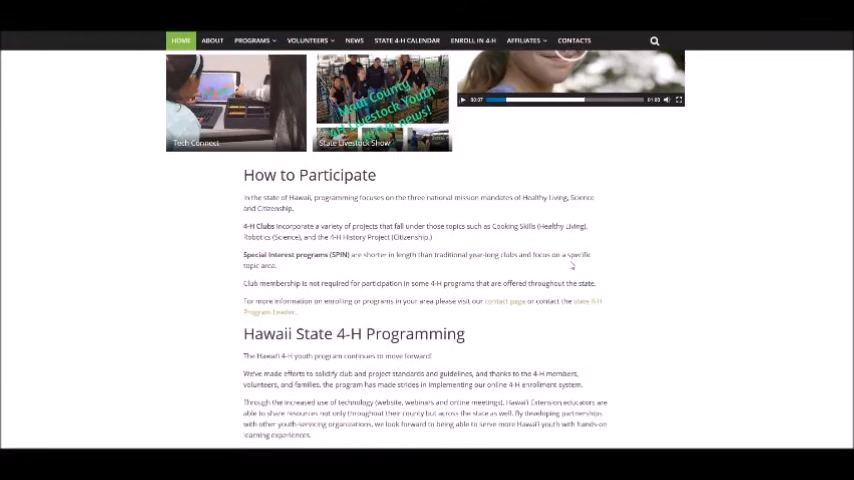 HOME ABOUT PROGRAMS VOLUNTEERS NEWS STATE 4-H CALENDAR ENROLL IN 4-H AFFILIATES CONTACTS
Maui County
4H Livestock Youth
news!
Tech Connect
State Livestock Show
00:07
01:03
How to Participate
In the state of Hawaii, programming focuses on the three national mission mandates of Healthy Living, Science
and Citizenship.
4-H Clubs incorporate a variety of projects that fall under those topics such as Cooking Skills (Healthy Living),
Robotics (Science), and the 4-H History Project (Citizenship.)
Special Interest programs (SPIN) are shorter in length than traditional year-long clubs and focus on a specific
topic area.
Club membership is not required for participation in some 4-H programs that are offered throughout the state.
For more information on enrolling or programs in your area please visit our contact page or contact the state 4-H
Program Leader.
Hawaii State 4-H Programming
The Hawai'i 4-H youth program continues to move forward!
We've made efforts to solidify club and project standards and guidelines, and thanks to the 4-H members,
volunteers, and families, the program has made strides in implementing our online 4-H enrollment system.
Through the increased use of technology (website, webinars and online meetings), Hawai'i Extension educators are
able to share resources not only throughout their county but across the state as well. By developing partnerships
with other youth-servicing organizations, we look forward to being able to serve more Hawai'i youth with hands-on
learning experiences.